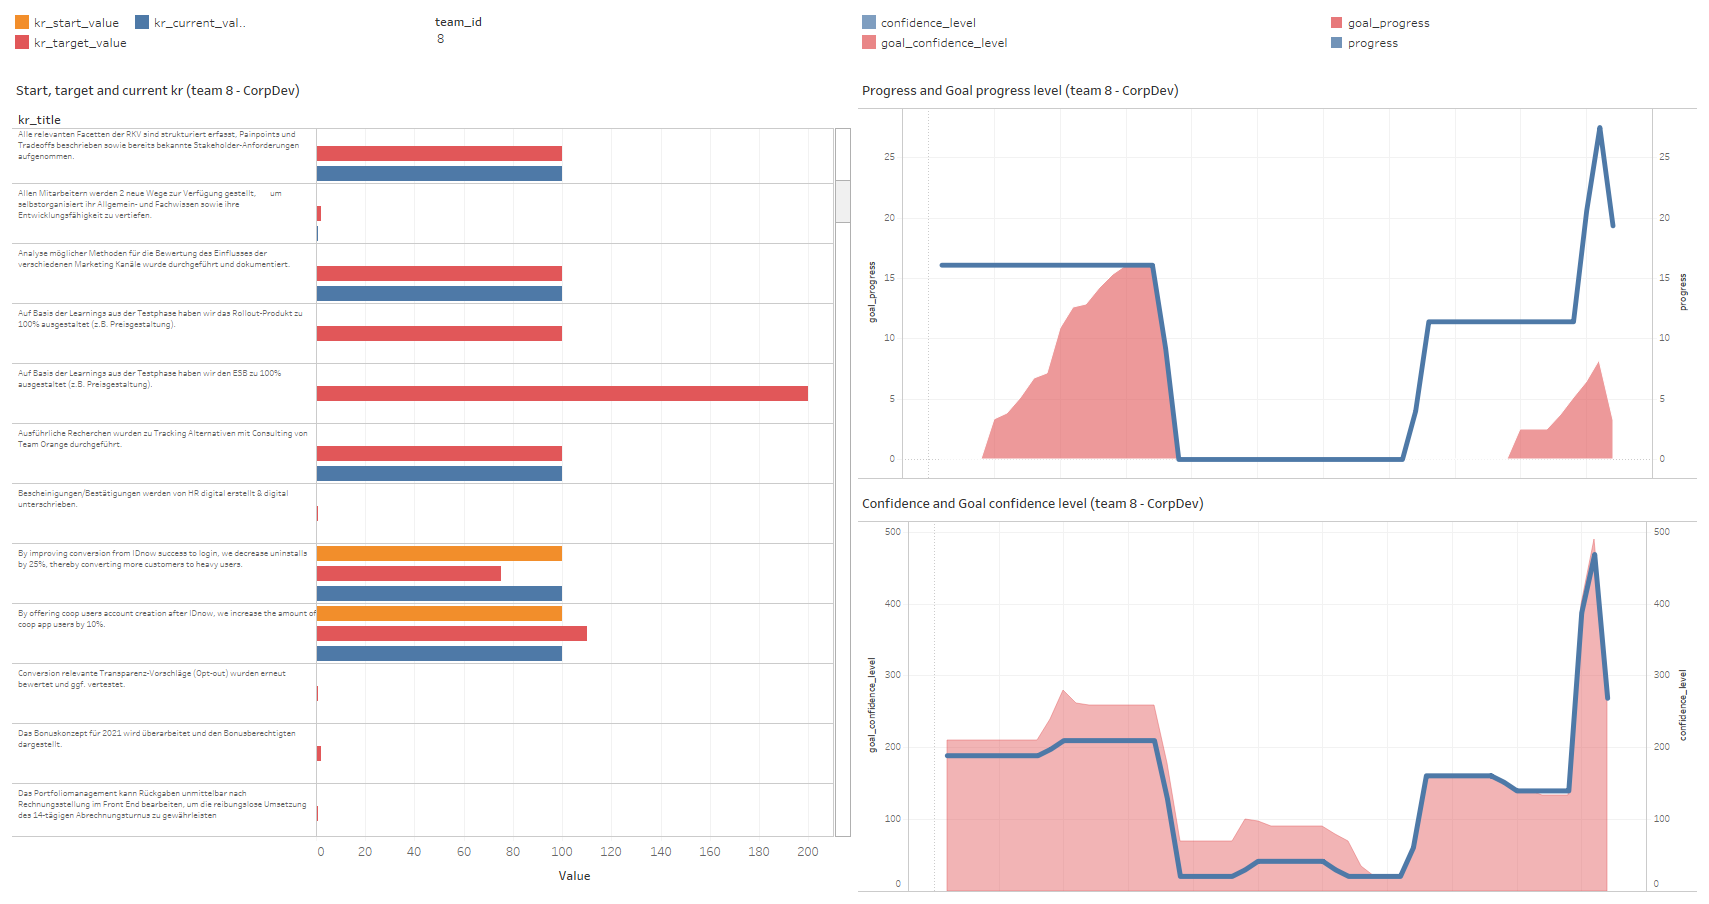 kr_start_value
kr_current_val..
kr_target_value
team_id
8
confidence_level
goal_confidence_level
goal_progress
progress
Start, target and current kr (team 8 - CorpDev)
kr_title
Alle relevanten Facetten der RKV sind strukturiert erfasst, Painpoints und
Tradeoffs beschrieben sowie bereits bekannte Stakeholder-Anforderungen
aufgenommen.
Allen Mitarbeitern werden 2 neue Wege zur Verfügung gestellt, um
selbstorganisiert ihr Allgemein- und Fachwissen sowie ihre
Entwicklungsfähigkeit zu vertiefen.
Analyse möglicher Methoden für die Bewertung des Einflusses der
verschiedenen Marketing Kanäle wurde durchgeführt und dokumentiert.
Auf Basis der Learnings aus der Testphase haben wir das Rollout-Produkt zu
100% ausgestaltet (z.B. Preisgestaltung).
Auf Basis der Learnings aus der Testphase haben wir den ESB zu 100%
ausgestaltet (z.B. Preisgestaltung).
Ausführliche Recherchen wurden zu Tracking Alternativen mit Consulting von
Team Orange durchgeführt.
Bescheinigungen/Bestätigungen werden von HR digital erstellt & digital
unterschrieben.
By improving conversion from IDnow success to login, we decrease uninstalls
by 25%, thereby converting more customers to heavy users.
By offering coop users account creation after IDnow, we increase the amount of
coop app users by 10%.
Conversion relevante Transparenz-Vorschläge (Opt-out) wurden erneut
bewertet und ggf. vertestet.
Das Bonuskonzept für 2021 wird überarbeitet und den Bonusberechtigten
dargestellt.
Das Portfoliomanagement kann Rückgaben unmittelbar nach
Rechnungsstellung im Front End bearbeiten, um die reibungslose Umsetzung
des 14-tägigen Abrechnungsturnus zu gewährleisten
0 20 40 60 80 100 120 140 160 180 200
Value
Progress and Goal progress level (team 8 - CorpDev)
goal_progress
25
20
15
10
5
0
25
20
15
10
5
0
progress
Confidence and Goal confidence level (team 8 - CorpDev)
goal_confidence_level
500
400
300
200
100
0
500
400
300
200
100
0
confidence_level